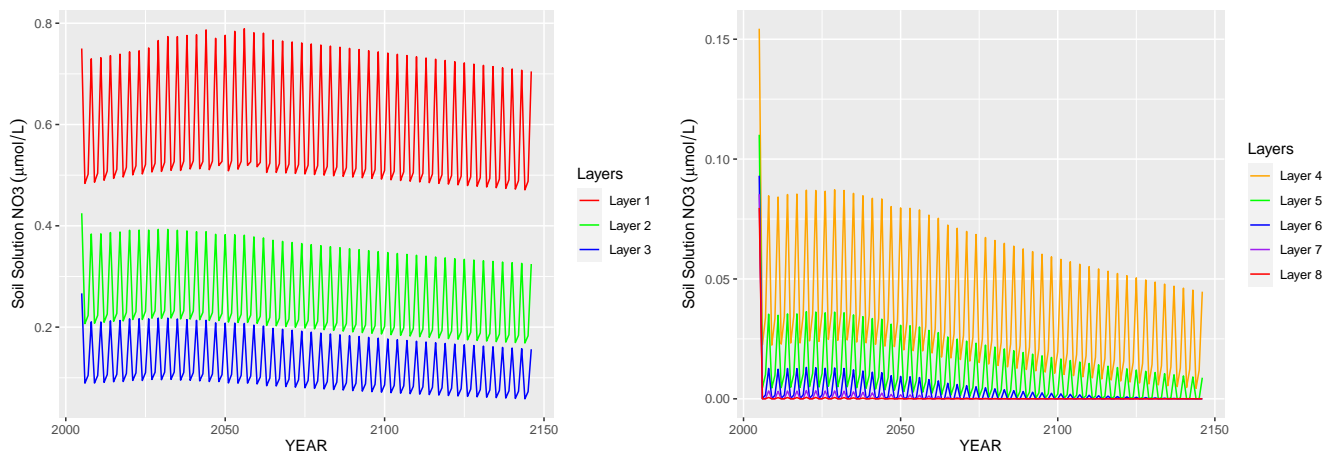 0.8
0.6
0.4
0.2
Soil Solution NO3 (μmol/L)
2000
2050
2100
2150
YEAR
Layers
Layer 1
Layer 2
Layer 3
0.15
0.10
0.05
0.00
Soil Solution NO3 (μmol/L)
2000
2050
2100
2150
YEAR
Layers
Layer 4
Layer 5
Layer 6
Layer 7
Layer 8